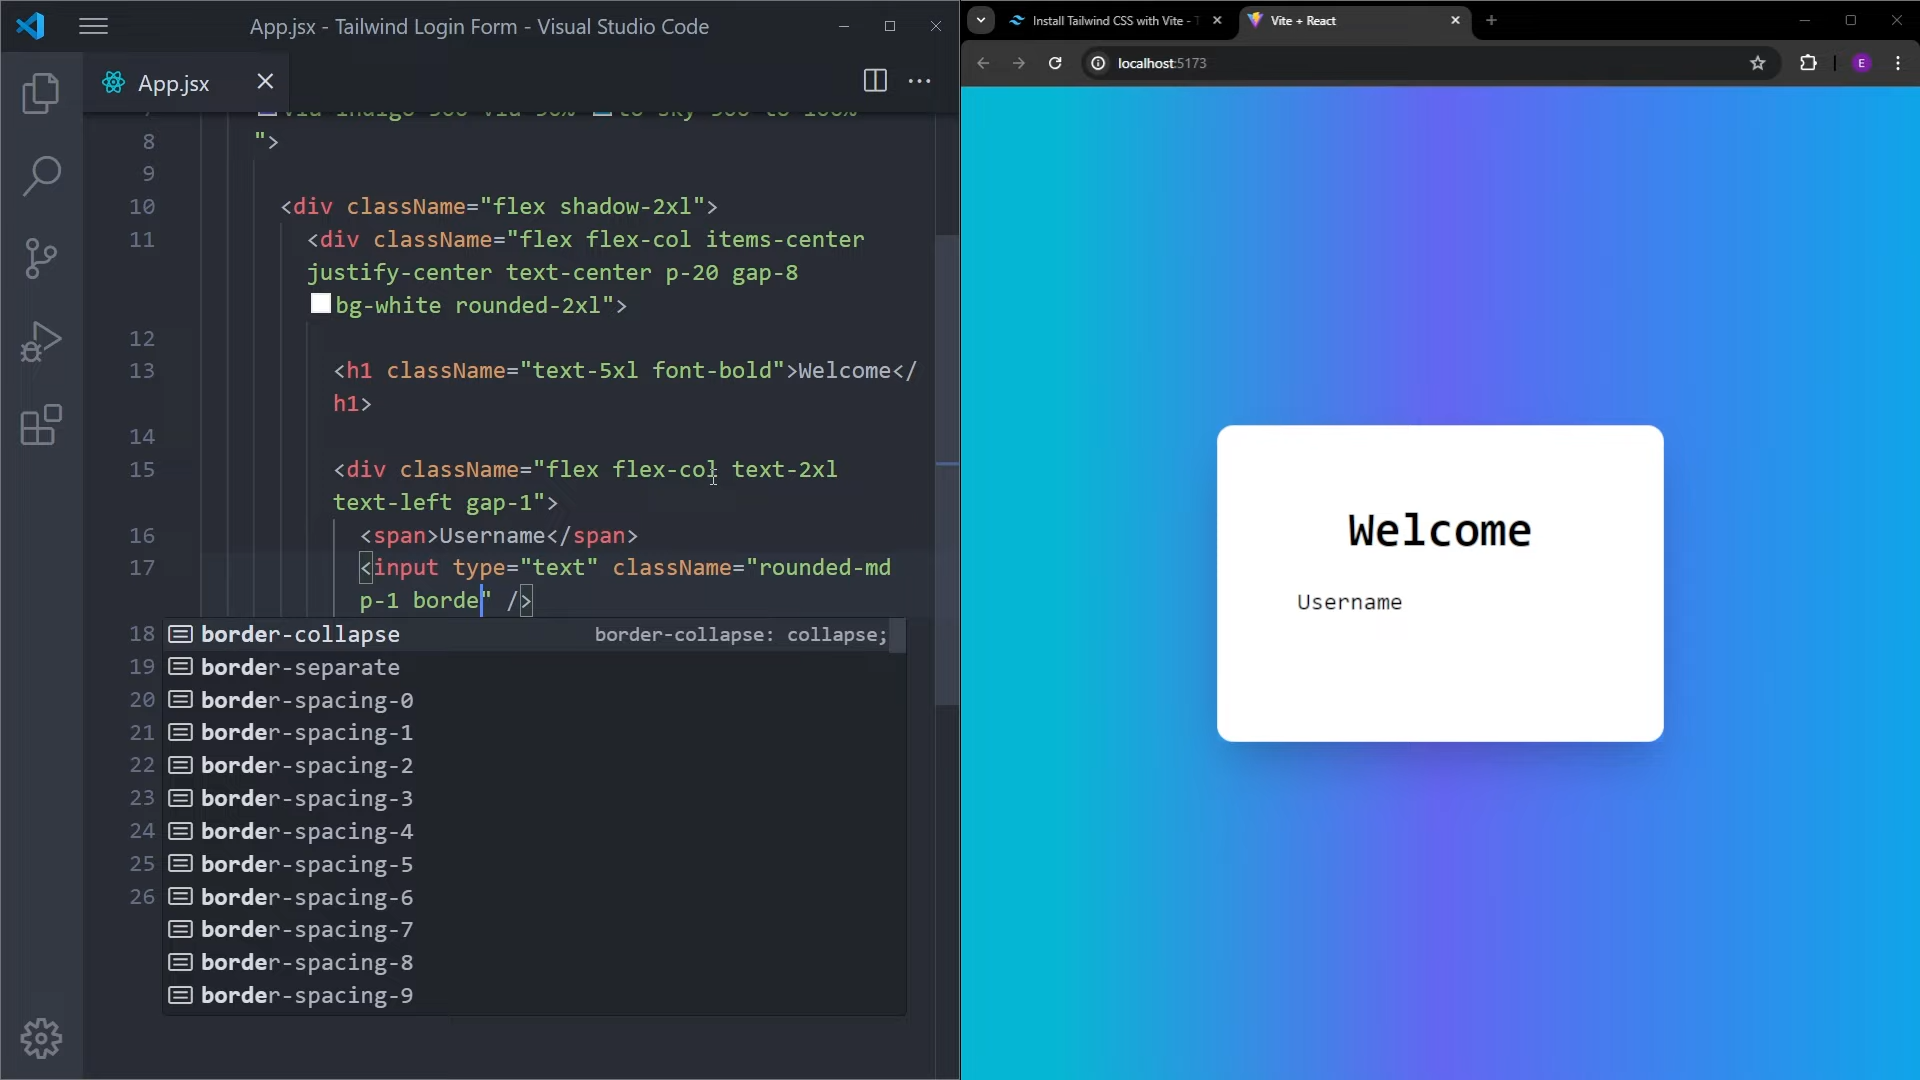 App.jsx - Tailwind Login Form - Visual Studio Code
App.jsx
8 ">
9
10 <div className="flex shadow-2xl">
11 <div className="flex flex-col items-center
justify-center text-center p-20 gap-8
bg-white rounded-2xl">
12
13 <h1 className="text-5xl font-bold">Welcome</
h1>
14
15 <div className="flex flex-col text-2xl
text-left gap-1">
16 <span>Username</span>
17 <input type="text" className="rounded-md
p-1 borde" />
18 border-collapse border-collapse: collapse;
19 border-separate
20 border-spacing-0
21 border-spacing-1
22 border-spacing-2
23 border-spacing-3
24 border-spacing-4
25 border-spacing-5
26 border-spacing-6
border-spacing-7
border-spacing-8
border-spacing-9
Install Tailwind CSS with Vite - T
Vite + React
localhost:5173
E
Welcome
Username